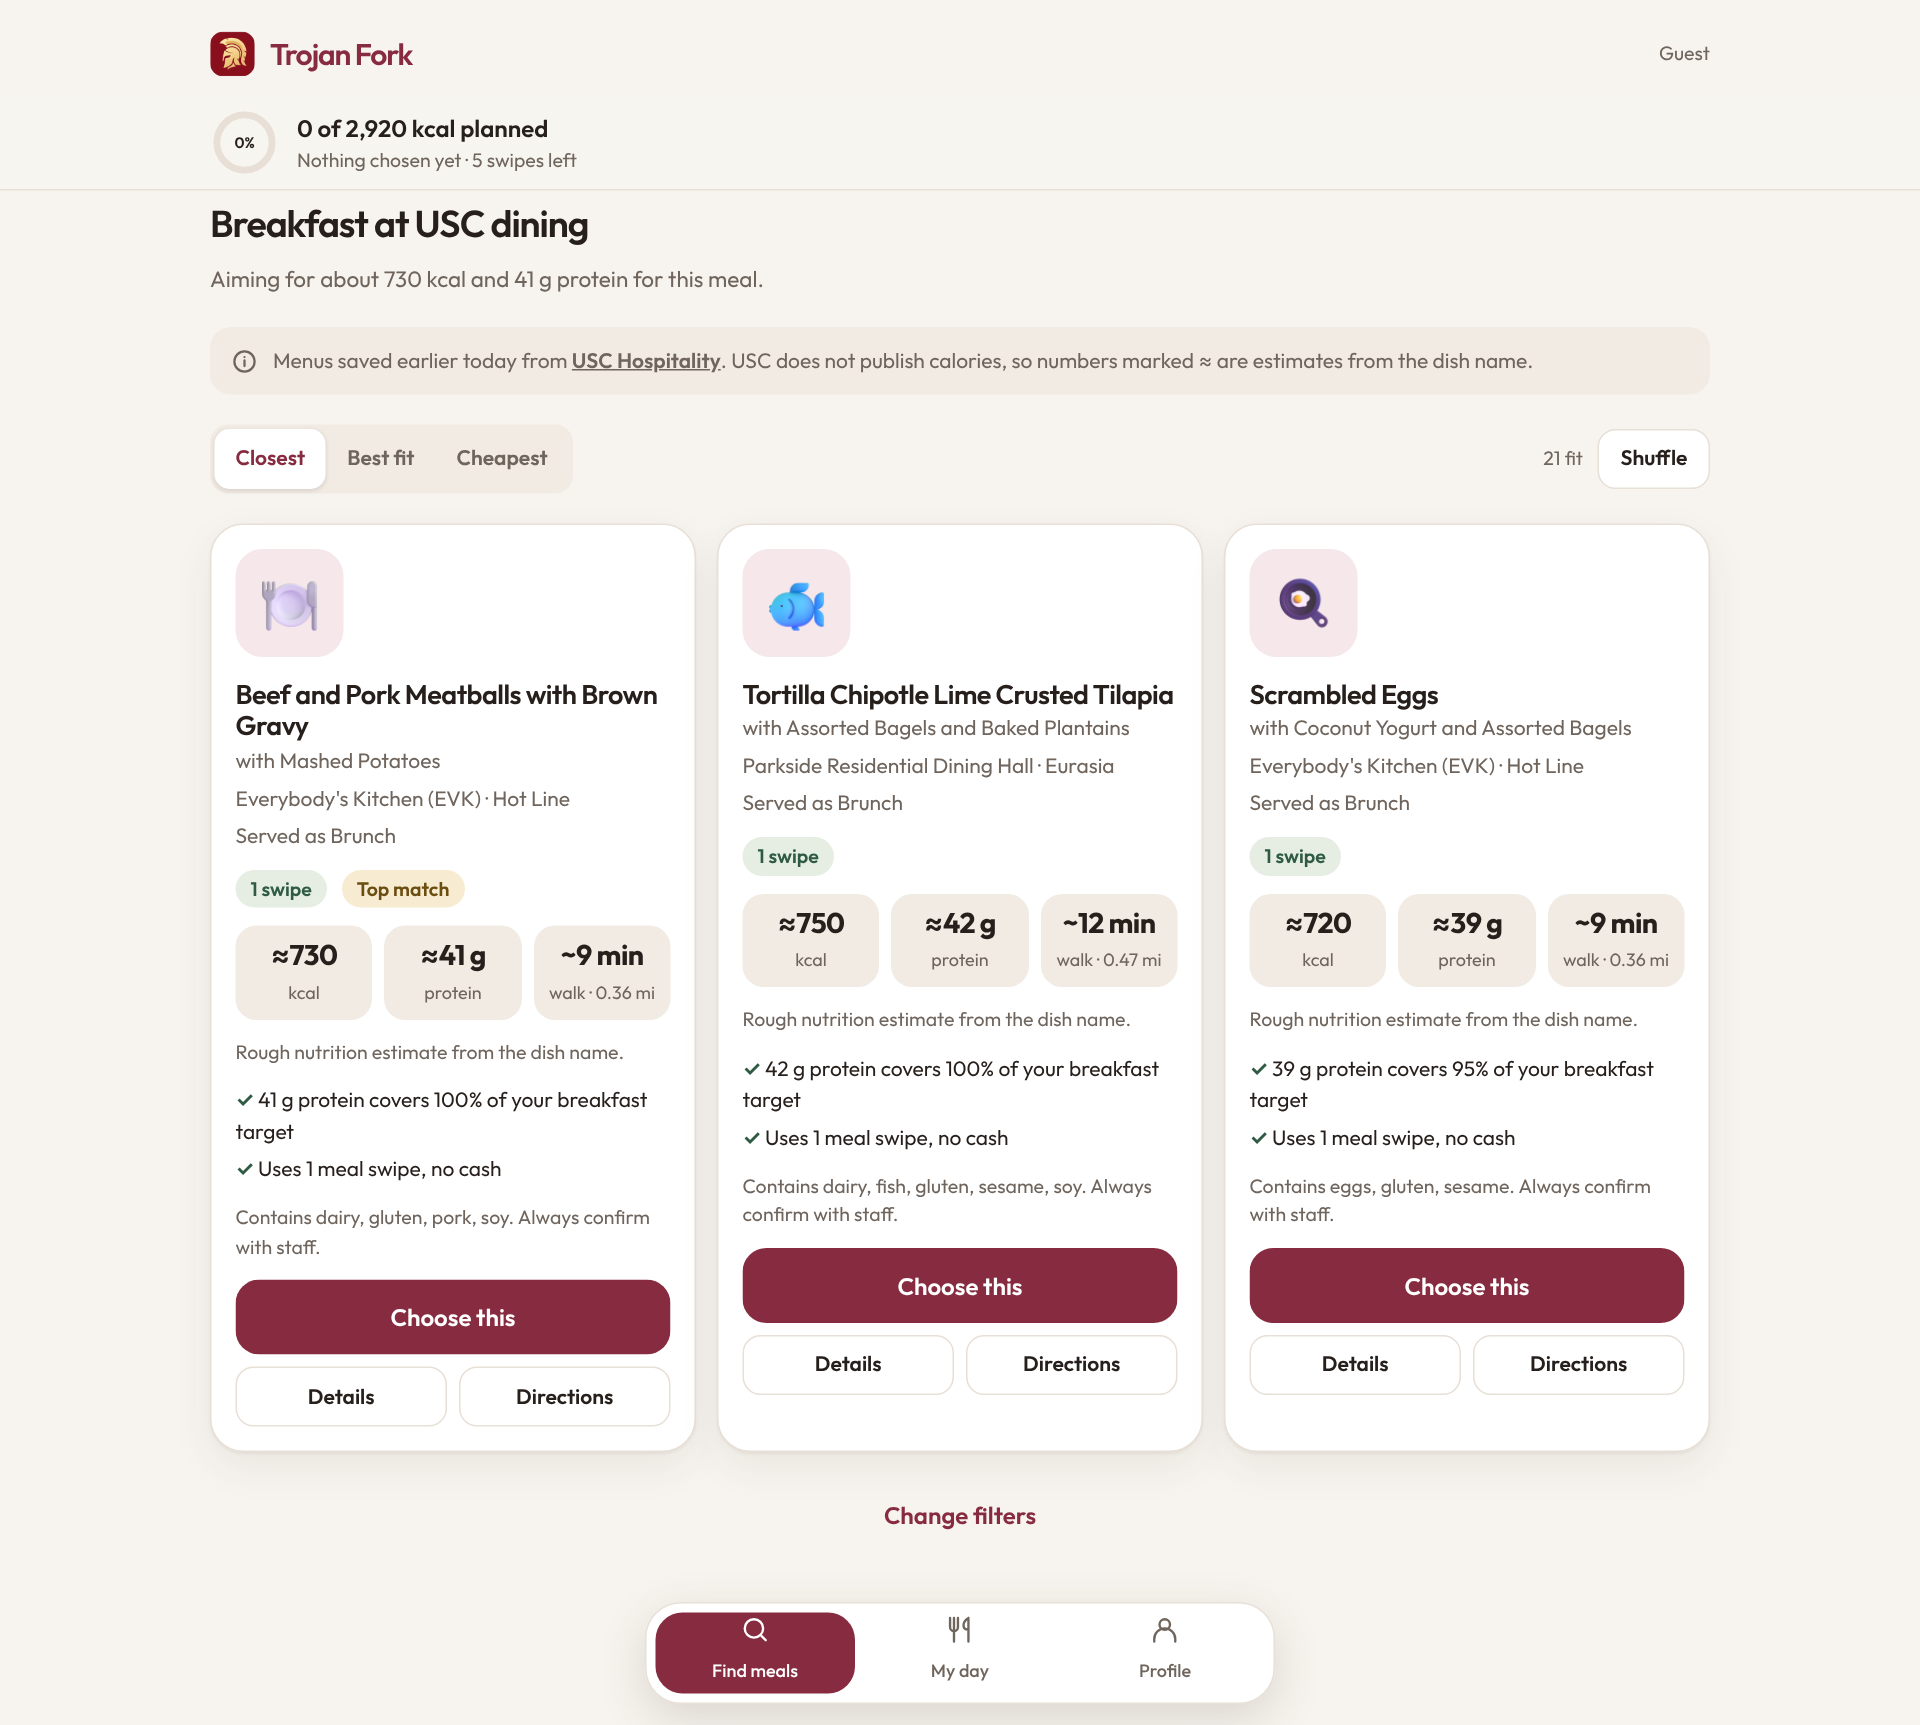 Trojan Fork
Guest
0%
0 of 2,920 kcal planned
Nothing chosen yet · 5 swipes left
Breakfast at USC dining
Aiming for about 730 kcal and 41 g protein for this meal.
Menus saved earlier today from USC Hospitality. USC does not publish calories, so numbers marked ≈ are estimates from the dish name.
Closest
Best fit
Cheapest
21 fit
Shuffle
Beef and Pork Meatballs with Brown
Gravy
with Mashed Potatoes
Everybody's Kitchen (EVK) · Hot Line
Served as Brunch
1 swipe
Top match
≈730
kcal
≈41 g
protein
~9 min
walk · 0.36 mi
Rough nutrition estimate from the dish name.
✓ 41 g protein covers 100% of your breakfast
target
✓ Uses 1 meal swipe, no cash
Contains dairy, gluten, pork, soy. Always confirm
with staff.
Choose this
Details
Directions
Tortilla Chipotle Lime Crusted Tilapia
with Assorted Bagels and Baked Plantains
Parkside Residential Dining Hall · Eurasia
Served as Brunch
1 swipe
≈750
kcal
≈42 g
protein
~12 min
walk · 0.47 mi
Rough nutrition estimate from the dish name.
✓ 42 g protein covers 100% of your breakfast
target
✓ Uses 1 meal swipe, no cash
Contains dairy, fish, gluten, sesame, soy. Always
confirm with staff.
Choose this
Details
Directions
Scrambled Eggs
with Coconut Yogurt and Assorted Bagels
Everybody's Kitchen (EVK) · Hot Line
Served as Brunch
1 swipe
≈720
kcal
≈39 g
protein
~9 min
walk · 0.36 mi
Rough nutrition estimate from the dish name.
✓ 39 g protein covers 95% of your breakfast
target
✓ Uses 1 meal swipe, no cash
Contains eggs, gluten, sesame. Always confirm
with staff.
Choose this
Details
Directions
Change filters
Find meals
My day
Profile